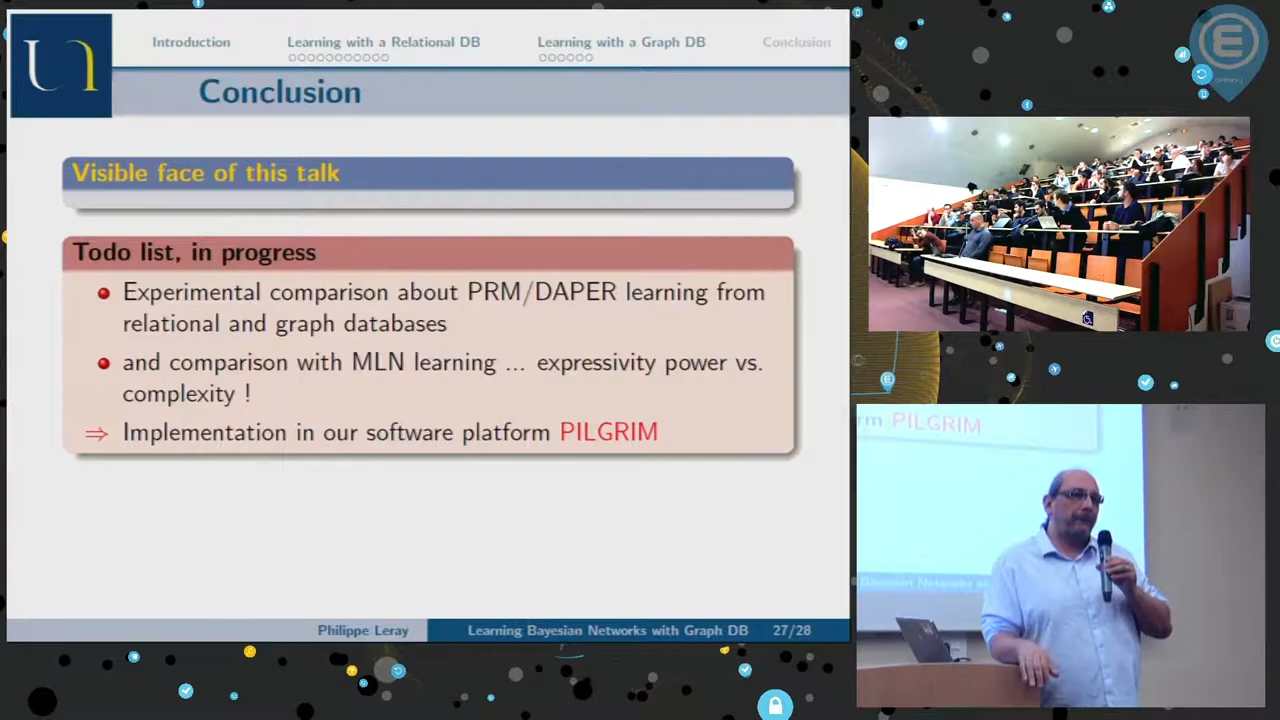 Introduction
Learning with a Relational DB
Learning with a Graph DB
Conclusion
Conclusion
Visible face of this talk
Todo list, in progress
Experimental comparison about PRM/DAPER learning from
relational and graph databases
and comparison with MLN learning ... expressivity power vs.
complexity !
⇒ Implementation in our software platform PILGRIM
Philippe Leray
Learning Bayesian Networks with Graph DB
27/28
rm PILGRIM
Networks